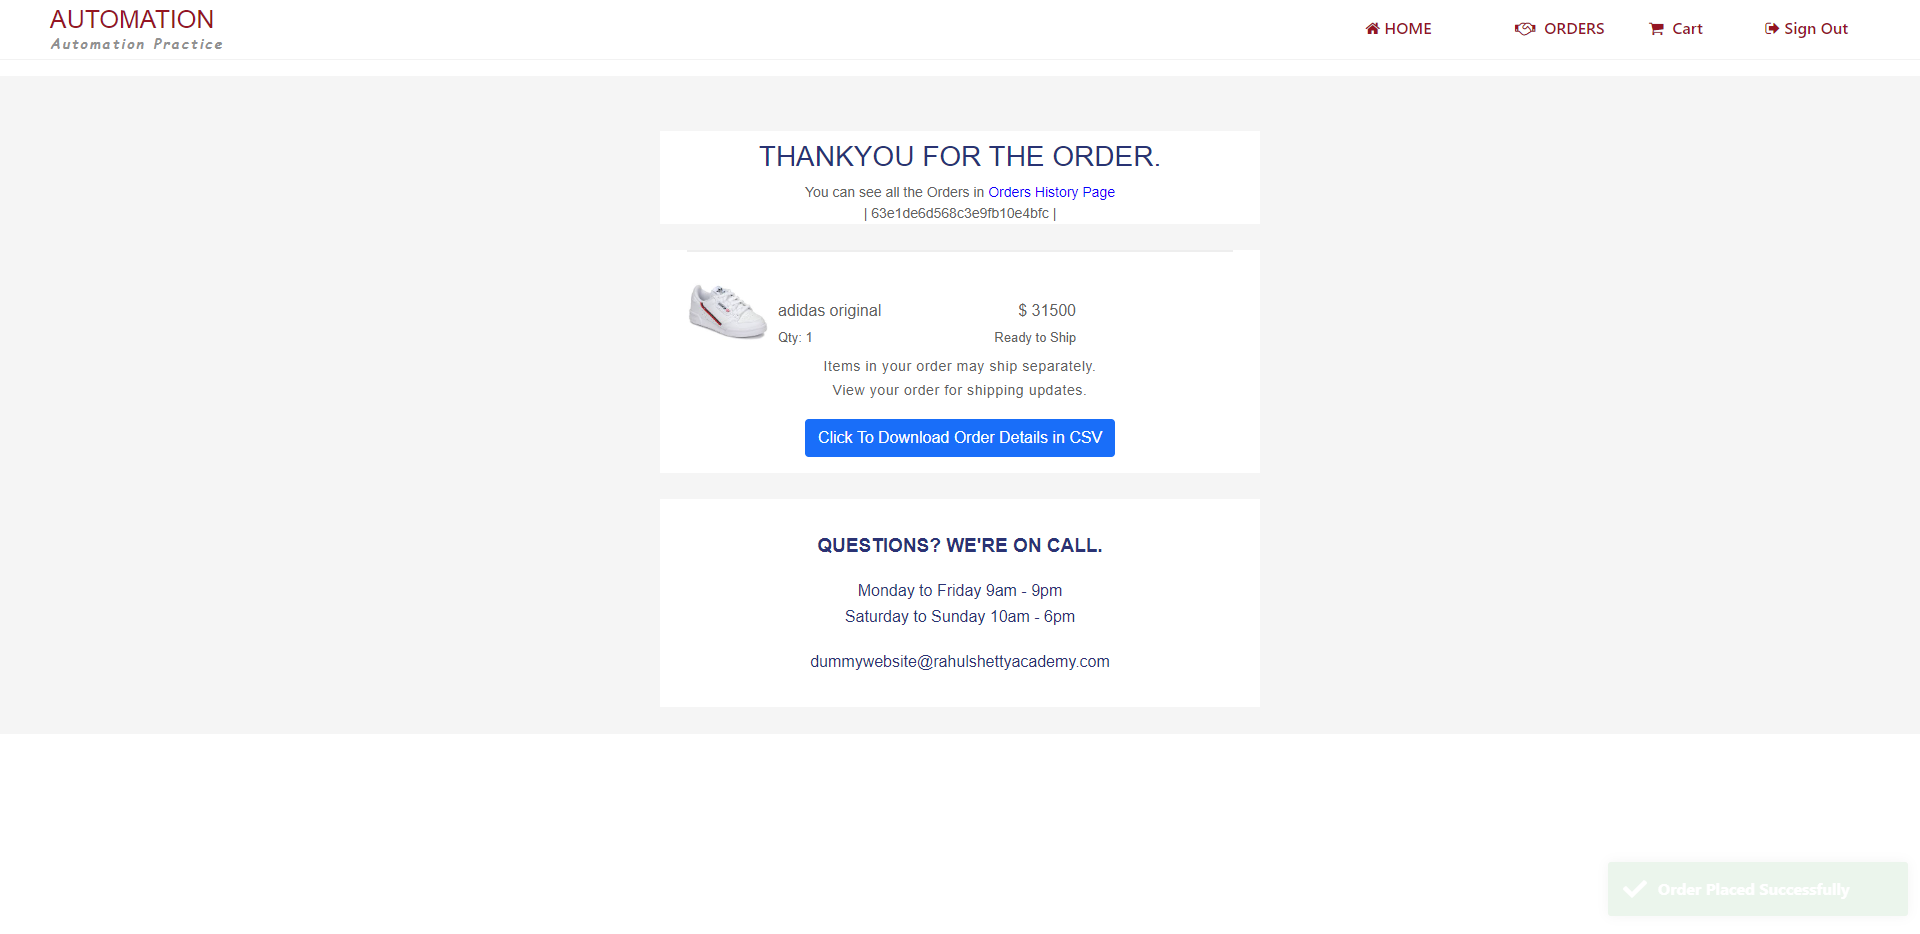 AUTOMATION
Automation Practice
HOME
ORDERS
Cart
Sign Out
THANKYOU FOR THE ORDER.
You can see all the Orders in Orders History Page
| 63e1de6d568c3e9fb10e4bfc |
adidas original
$ 31500
Qty: 1
Ready to Ship
Items in your order may ship separately.
View your order for shipping updates.
Click To Download Order Details in CSV
QUESTIONS? WE'RE ON CALL.
Monday to Friday 9am - 9pm
Saturday to Sunday 10am - 6pm
dummywebsite@rahulshettyacademy.com
Order Placed Successfully